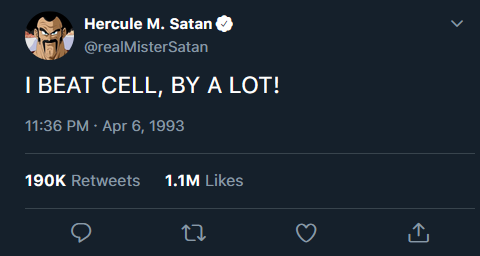 Hercule M. Satan
@realMisterSatan
I BEAT CELL, BY A LOT!
11:36 PM · Apr 6, 1993
190K Retweets 1.1M Likes